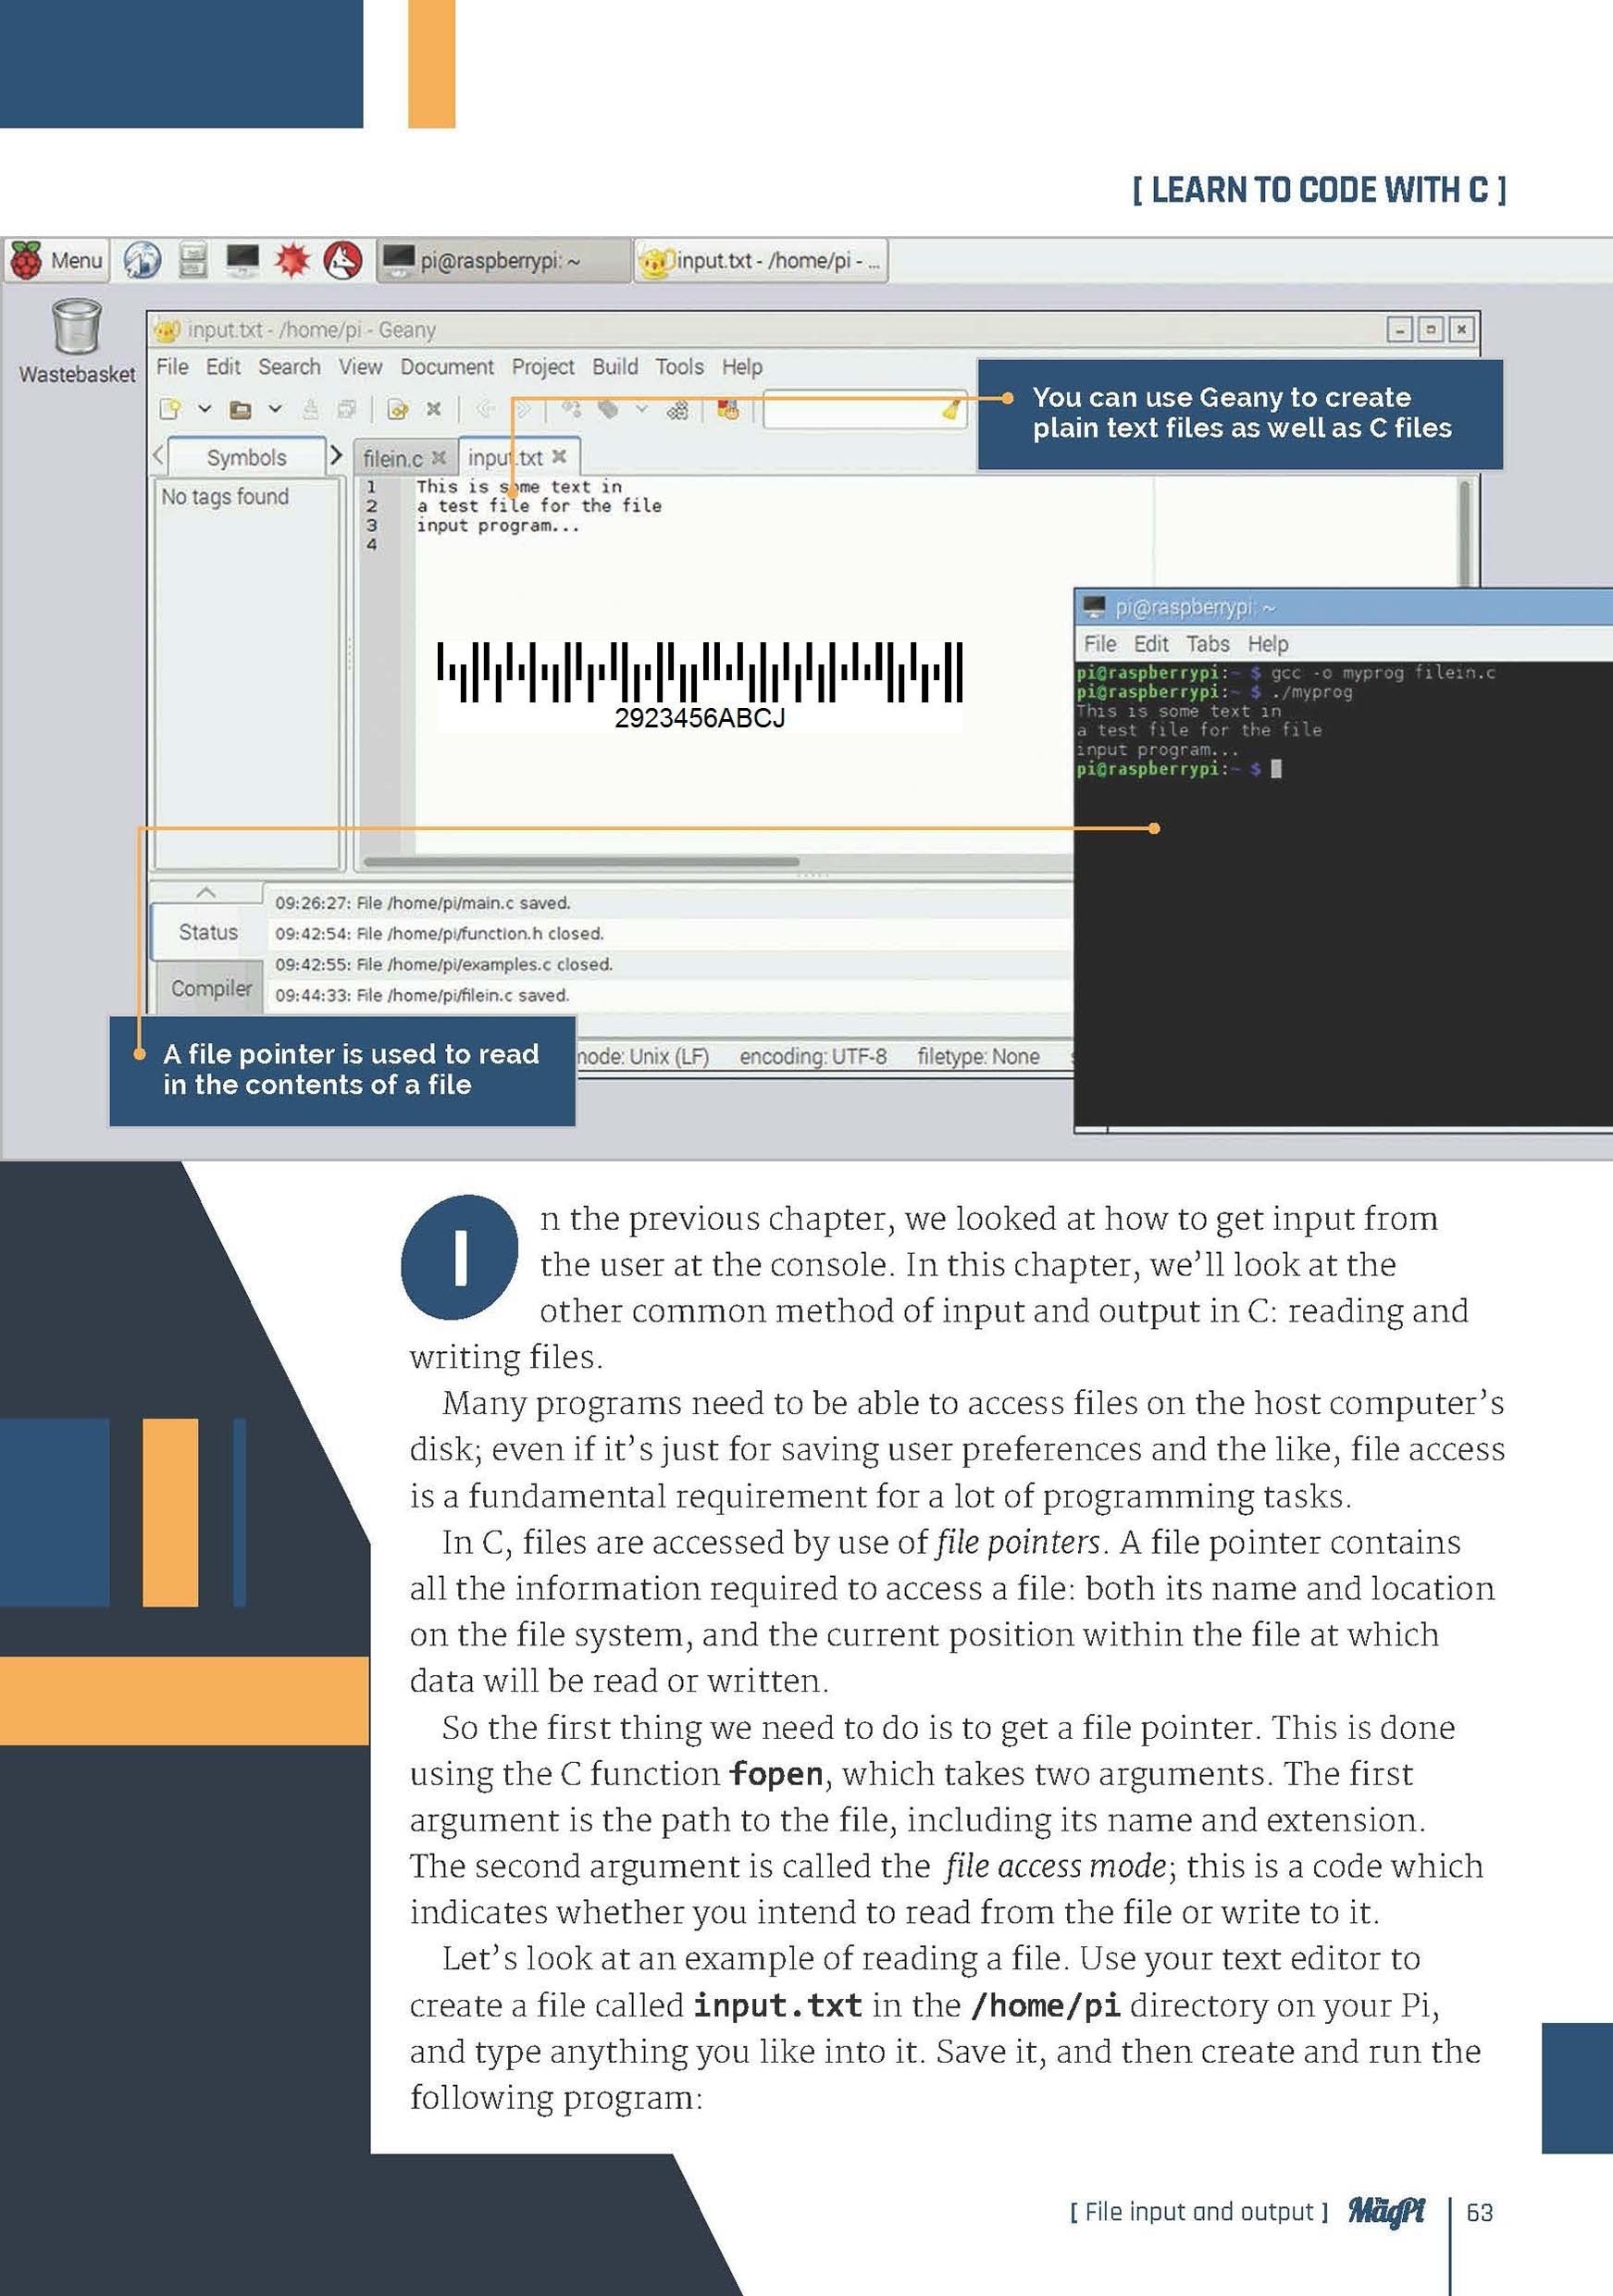 [ LEARN TO CODE WITH C ]
Menu
pi@raspberrypi: ~
input.txt - /home/pi - ...
Wastebasket
input.txt - /home/pi - Geany
File Edit Search View Document Project Build Tools Help
You can use Geany to create
plain text files as well as C files
Symbols
filein.c
input.txt
No tags found
1 This is some text in
2 a test file for the file
3 input program...
4
2923456ABCJ
pi@raspberrypi: ~
File Edit Tabs Help
pi@raspberrypi:~ $ gcc -o myprog filein.c
pi@raspberrypi:~ $ ./myprog
This is some text in
a test file for the file
input program...
pi@raspberrypi:~ $
Status
Compiler
09:26:27: File /home/pi/main.c saved.
09:42:54: File /home/pi/function.h closed.
09:42:55: File /home/pi/examples.c closed.
09:44:33: File /home/pi/filein.c saved.
A file pointer is used to read
in the contents of a file
mode: Unix (LF) encoding: UTF-8 filetype: None
In the previous chapter, we looked at how to get input from
the user at the console. In this chapter, we’ll look at the
other common method of input and output in C: reading and
writing files.
Many programs need to be able to access files on the host computer’s
disk; even if it’s just for saving user preferences and the like, file access
is a fundamental requirement for a lot of programming tasks.
In C, files are accessed by use of file pointers. A file pointer contains
all the information required to access a file: both its name and location
on the file system, and the current position within the file at which
data will be read or written.
So the first thing we need to do is to get a file pointer. This is done
using the C function fopen, which takes two arguments. The first
argument is the path to the file, including its name and extension.
The second argument is called the file access mode; this is a code which
indicates whether you intend to read from the file or write to it.
Let’s look at an example of reading a file. Use your text editor to
create a file called input.txt in the /home/pi directory on your Pi,
and type anything you like into it. Save it, and then create and run the
following program:
[ File input and output ] The MagPi 63